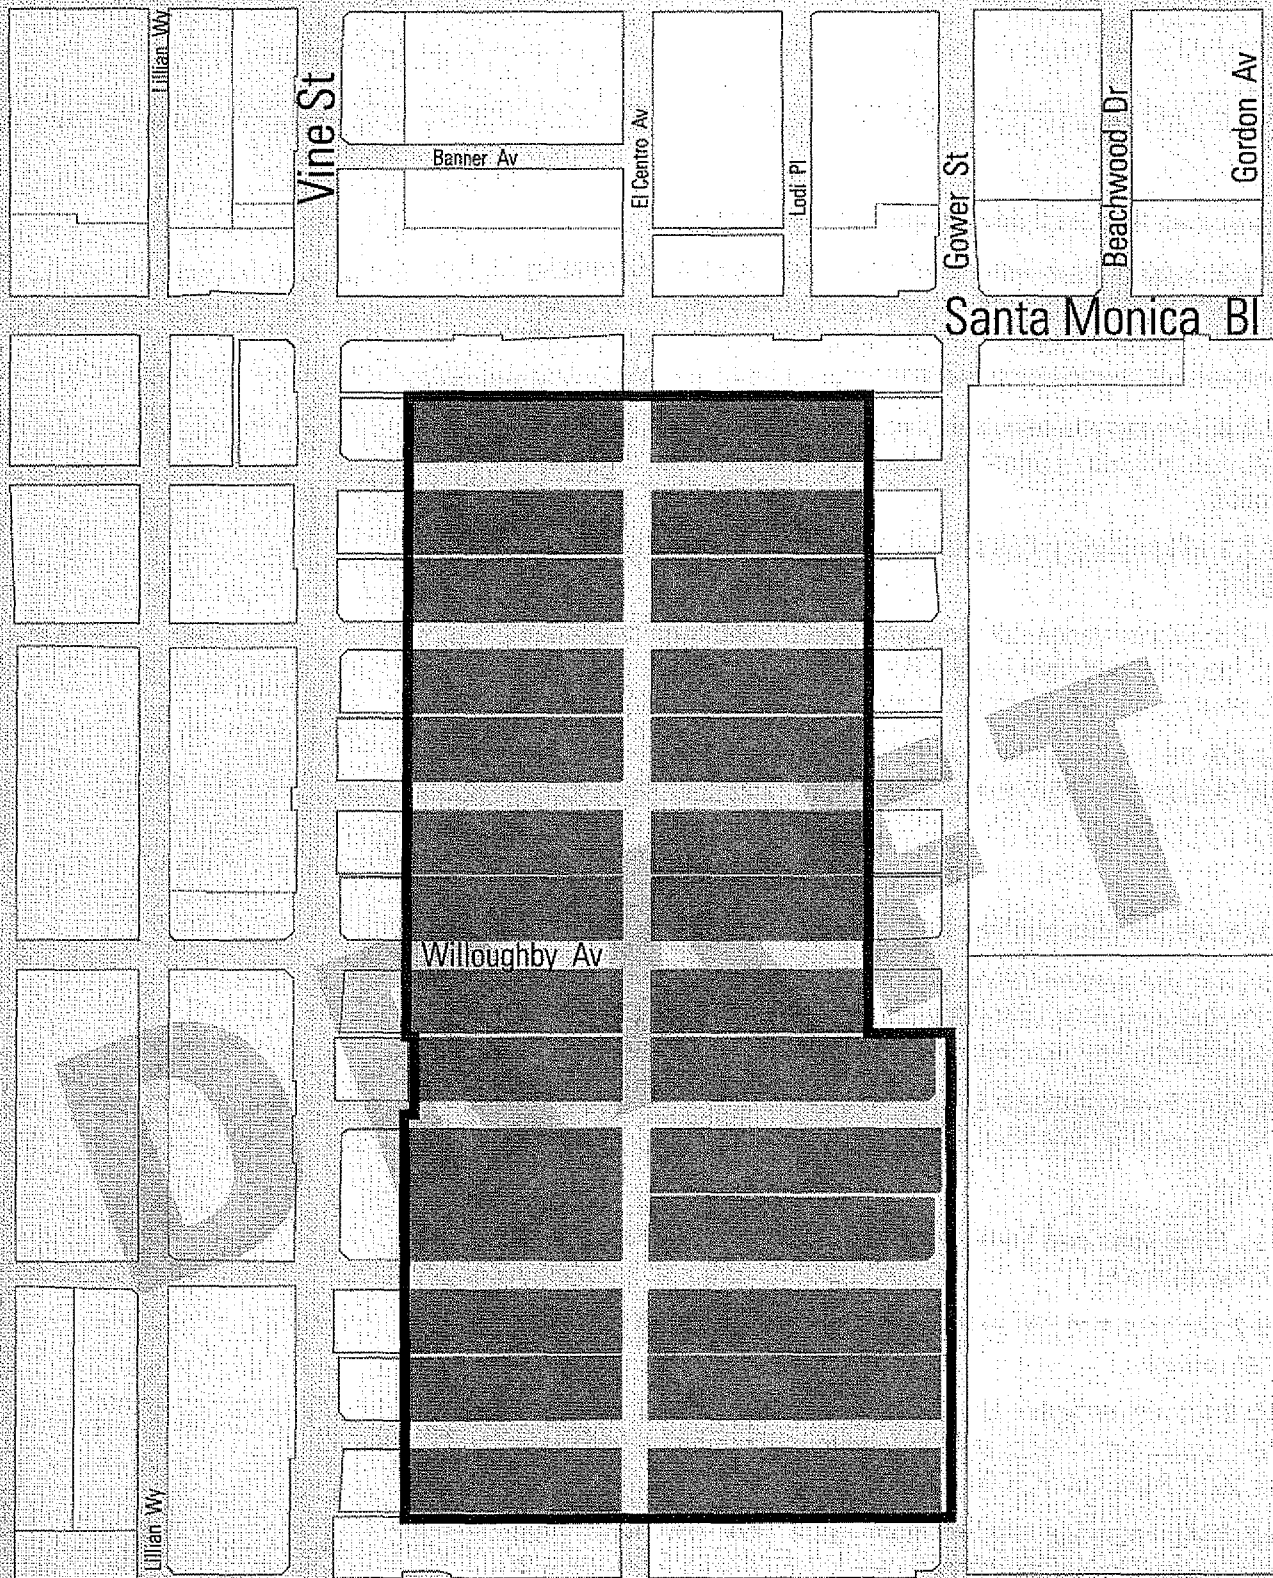 Lillian Wy
Vine St
Banner Av
El Centro Av
Lodi Pl
Gower St
Beachwood Dr
Gordon Av
Santa Monica Bl
Willoughby Av
Lillian Wy
DRAFT